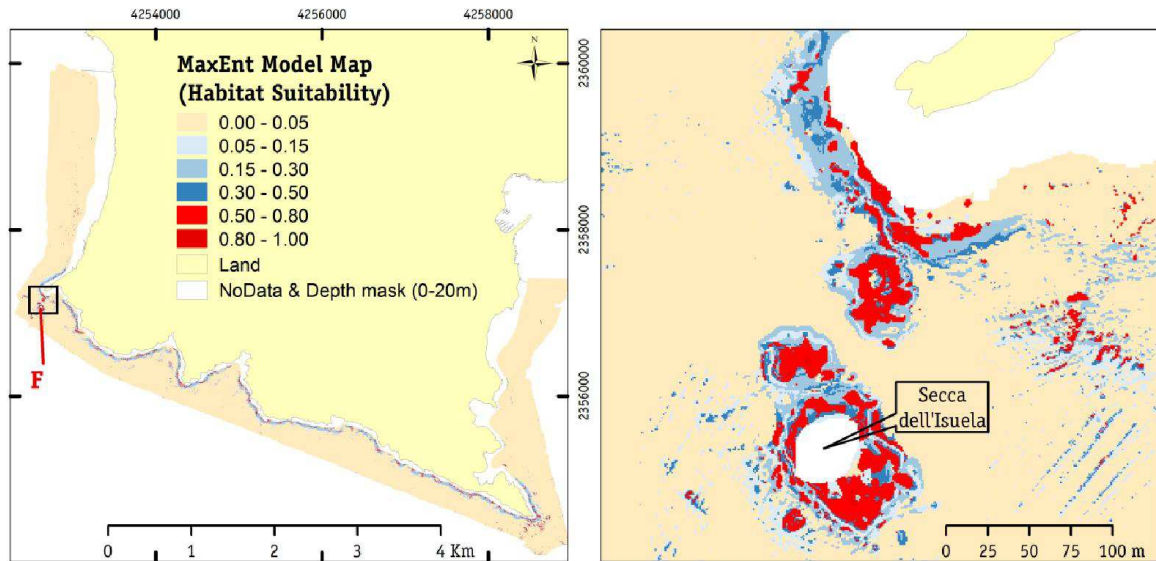 4254000 4256000 4258000
N
MaxEnt Model Map
(Habitat Suitability)
0.00 - 0.05
0.05 - 0.15
0.15 - 0.30
0.30 - 0.50
0.50 - 0.80
0.80 - 1.00
Land
NoData & Depth mask (0-20m)
2360000
2358000
2356000
F
0 1 2 3 4 Km
Secca
dell'Isuela
0 25 50 75 100 m